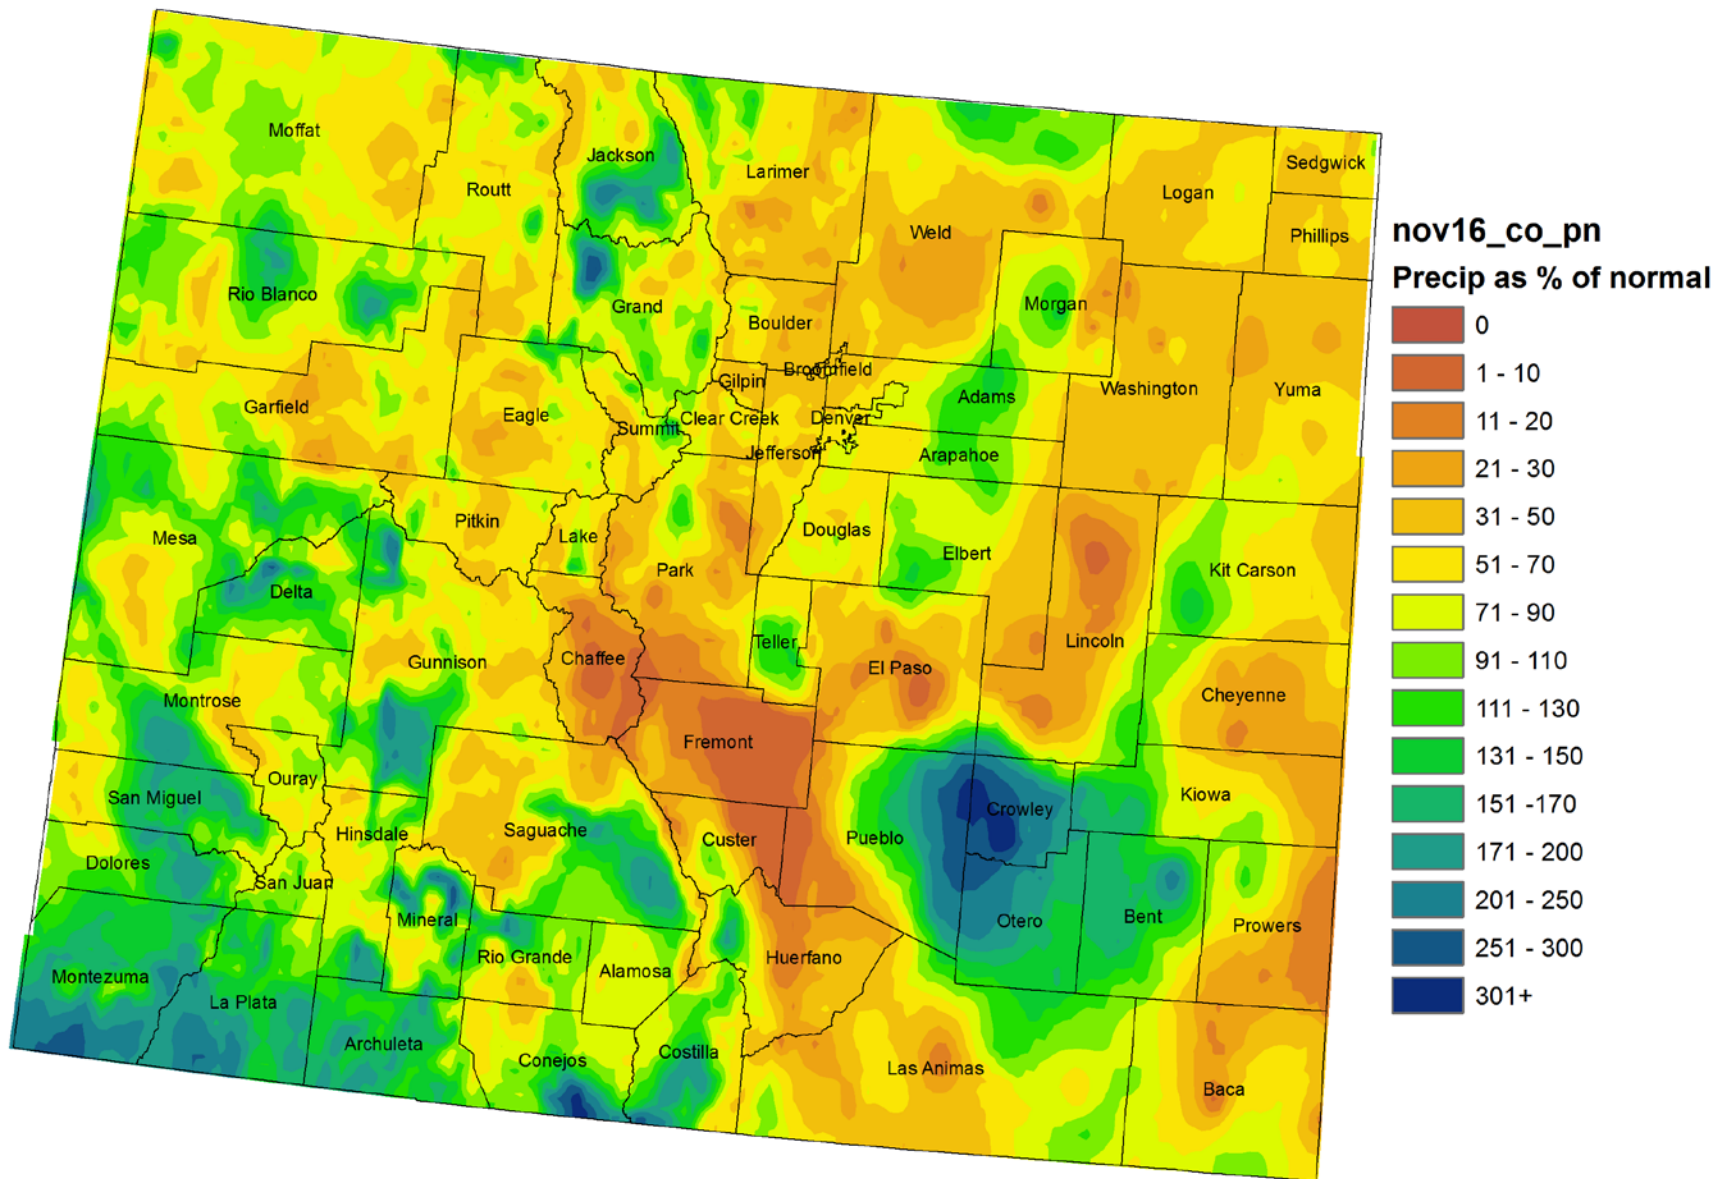 nov16_co_pn
Precip as % of normal
0
1 - 10
11 - 20
21 - 30
31 - 50
51 - 70
71 - 90
91 - 110
111 - 130
131 - 150
151 -170
171 - 200
201 - 250
251 - 300
301+
Moffat
Routt
Jackson
Larimer
Weld
Logan
Sedgwick
Phillips
Rio Blanco
Grand
Boulder
Morgan
Broomfield
Gilpin
Garfield
Eagle
Summit
Clear Creek
Denver
Adams
Washington
Yuma
Jefferson
Arapahoe
Mesa
Pitkin
Lake
Park
Douglas
Elbert
Kit Carson
Delta
Gunnison
Chaffee
Teller
El Paso
Lincoln
Cheyenne
Montrose
Fremont
Ouray
San Miguel
Hinsdale
Saguache
Custer
Pueblo
Crowley
Kiowa
Dolores
San Juan
Mineral
Rio Grande
Alamosa
Huerfano
Otero
Bent
Prowers
Montezuma
La Plata
Archuleta
Conejos
Costilla
Las Animas
Baca